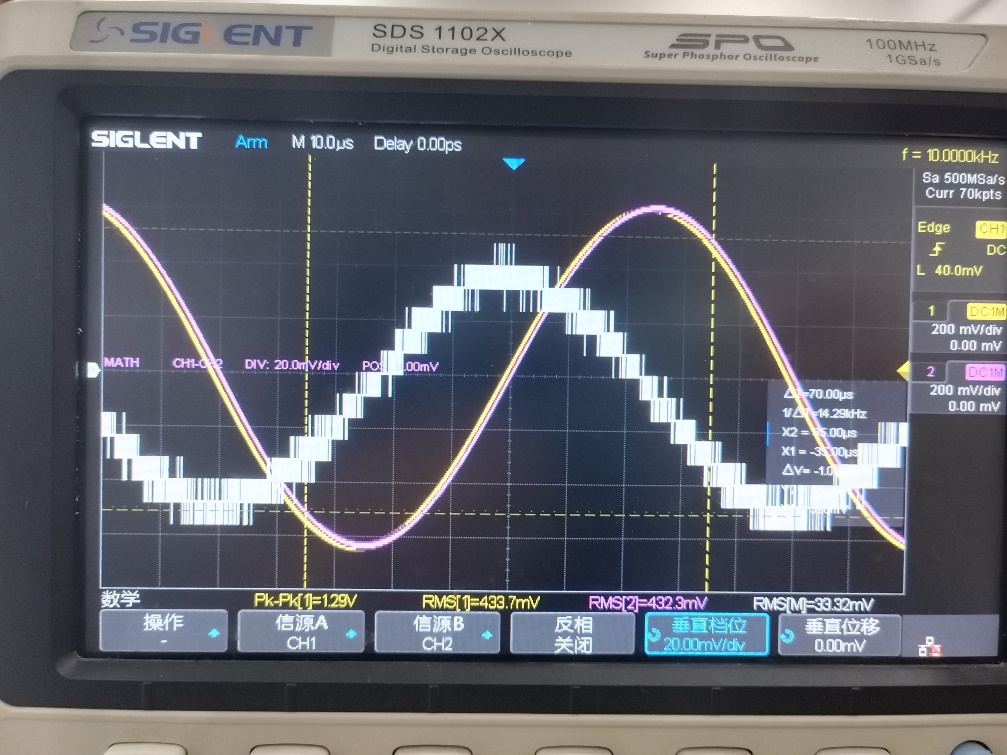 SIGLENT
SDS 1102X
Digital Storage Oscilloscope
SPO
Super Phosphor Oscilloscope
100MHz
1GSa/s
SIGLENT Arm M 10.0µs Delay 0.00ps
f = 10.0000kHz
Sa 500MSa/s
Curr 70kpts
Edge CH1
DC
L 40.0mV
1 DC1M
200 mV/div
0.00 mV
2 DC1M
200 mV/div
0.00 mV
MATH CH1-CH2 DIV: 20.0mV/div
=70.00µs
=14.29kHz
X2 =
X1 =
ΔV=
数学 Pk-Pk[1]=1.29V RMS[1]=433.7mV RMS[2]=432.3mV RMS[M]=33.32mV
操作
-
信源A
CH1
信源B
CH2
反相
关闭
垂直档位
20.00mV/div
垂直位移
0.00mV